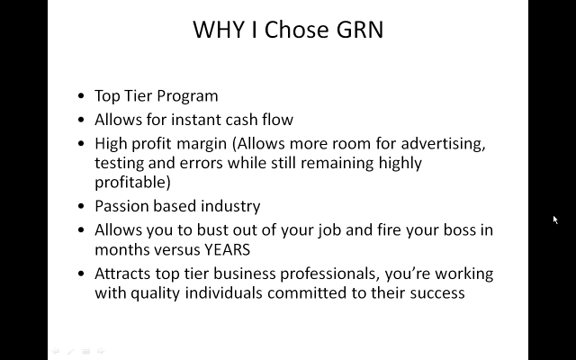 WHY I Chose GRN
• Top Tier Program
• Allows for instant cash flow
• High profit margin (Allows more room for advertising,
testing and errors while still remaining highly
profitable)
• Passion based industry
• Allows you to bust out of your job and fire your boss in
months versus YEARS
• Attracts top tier business professionals, you're working
with quality individuals committed to their success